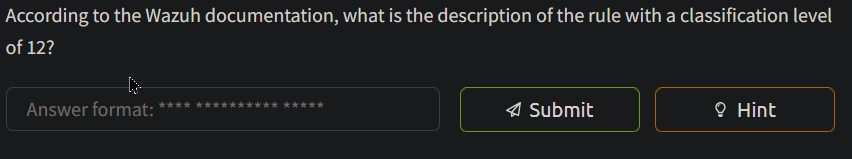 According to the Wazuh documentation, what is the description of the rule with a classification level
of 12?
Answer format: **** ********** *****
Submit
Hint